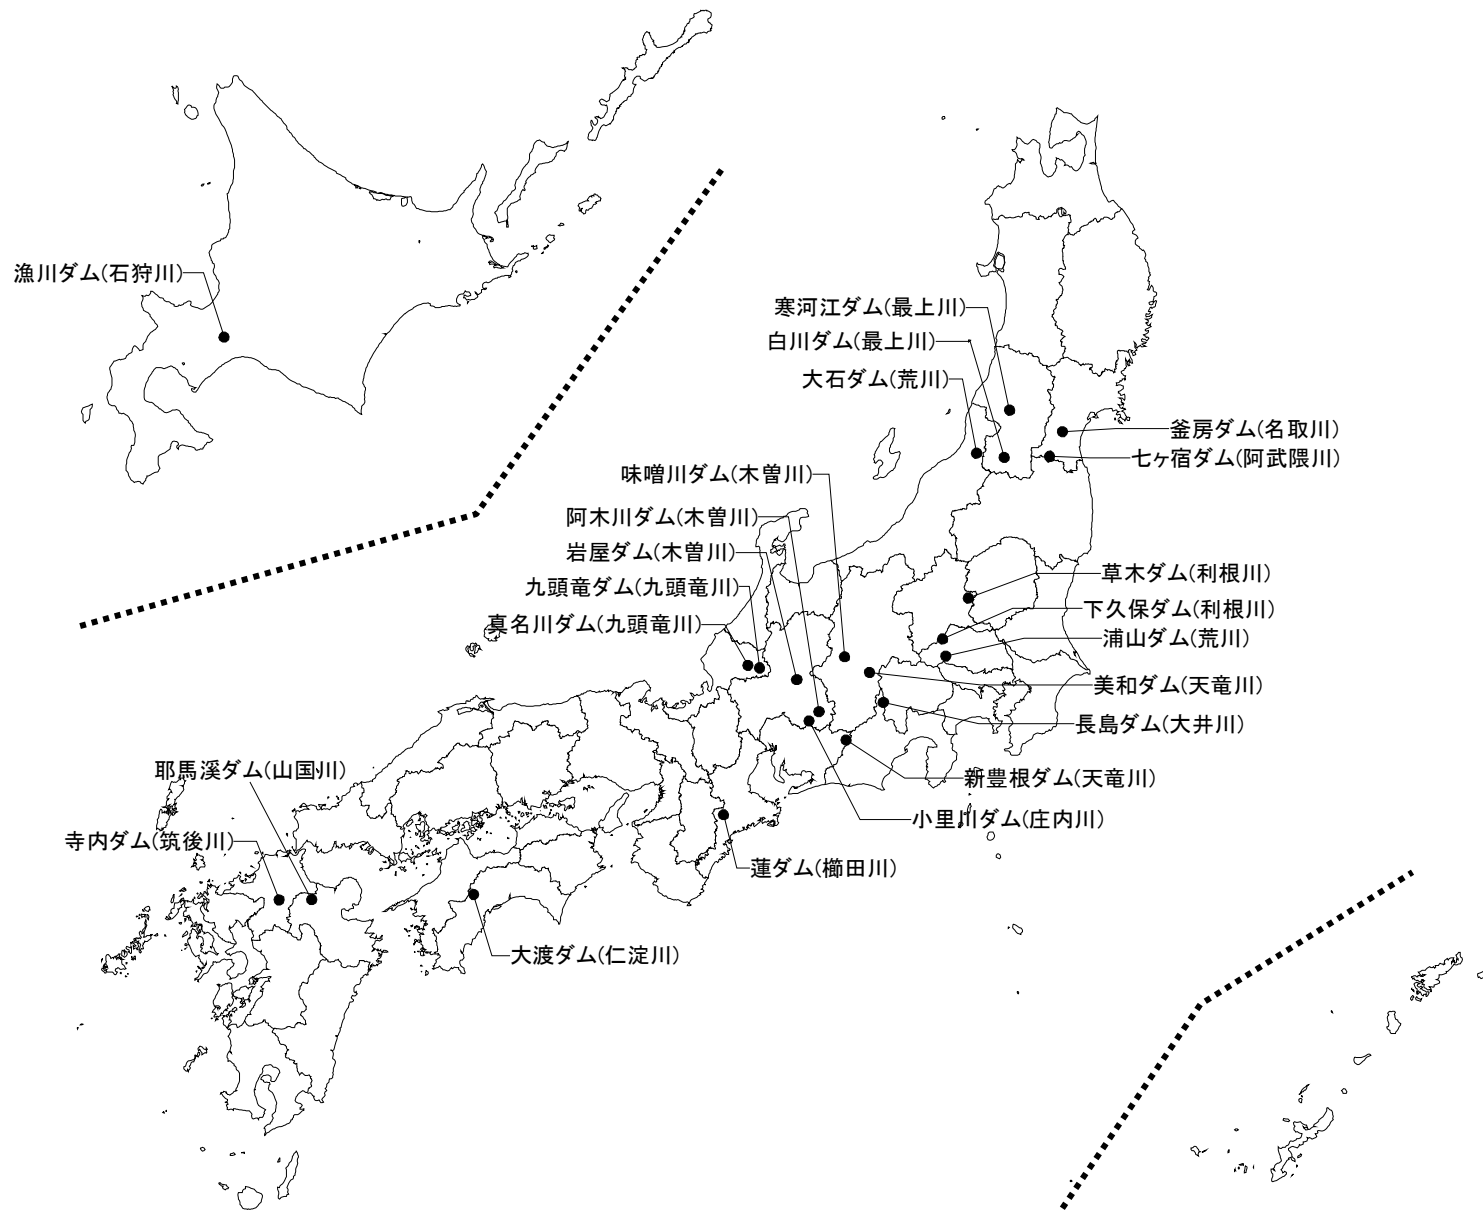 漁川ダム(石狩川)
寒河江ダム(最上川)
白川ダム(最上川)
大石ダム(荒川)
釜房ダム(名取川)
七ヶ宿ダム(阿武隈川)
味噌川ダム(木曽川)
阿木川ダム(木曽川)
岩屋ダム(木曽川)
九頭竜ダム(九頭竜川)
真名川ダム(九頭竜川)
草木ダム(利根川)
下久保ダム(利根川)
浦山ダム(荒川)
美和ダム(天竜川)
長島ダム(大井川)
新豊根ダム(天竜川)
小里川ダム(庄内川)
耶馬溪ダム(山国川)
寺内ダム(筑後川)
蓮ダム(櫛田川)
大渡ダム(仁淀川)